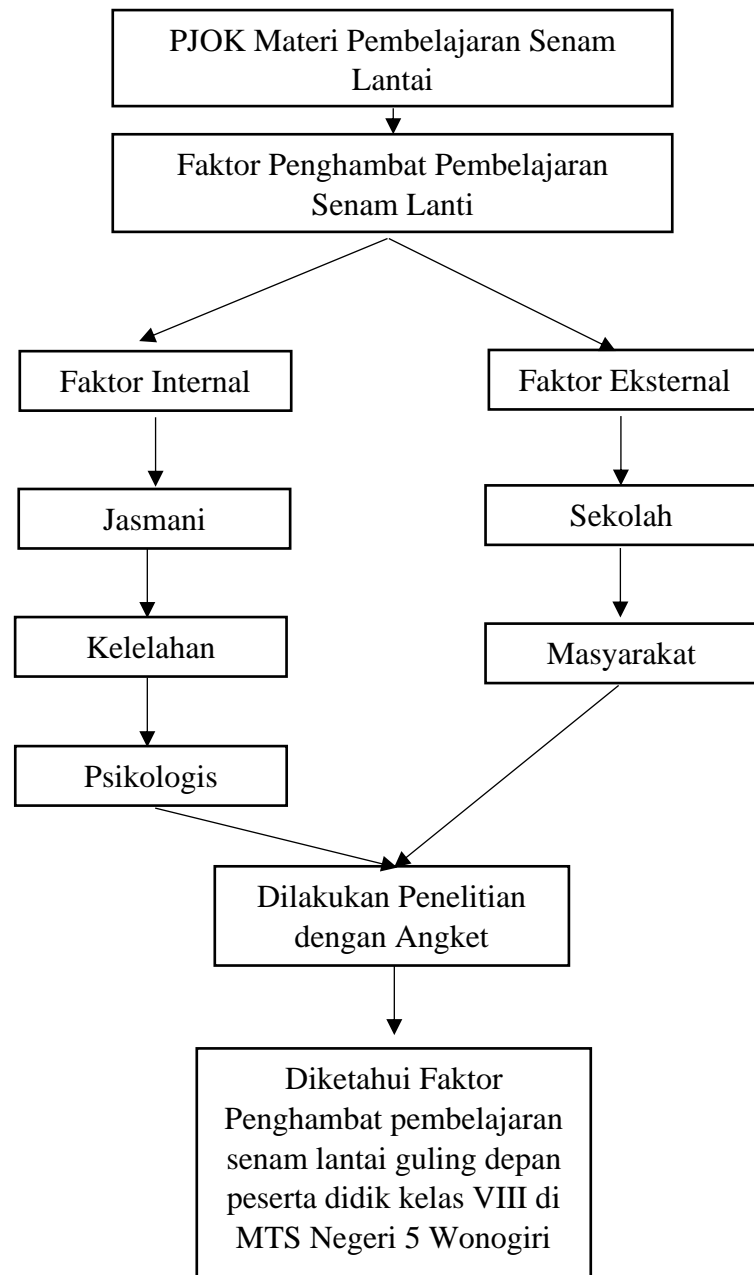 PJOK Materi Pembelajaran Senam
Lantai
Faktor Penghambat Pembelajaran
Senam Lanti
Faktor Internal
Faktor Eksternal
Jasmani
Sekolah
Kelelahan
Masyarakat
Psikologis
Dilakukan Penelitian
dengan Angket
Diketahui Faktor
Penghambat pembelajaran
senam lantai guling depan
peserta didik kelas VIII di
MTS Negeri 5 Wonogiri